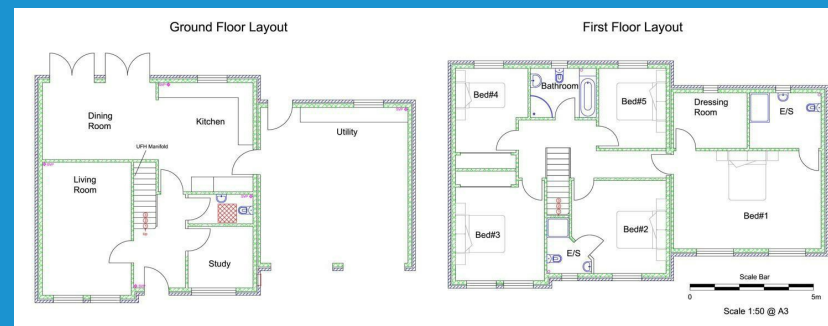 Ground Floor Layout
First Floor Layout
Dining
Room
Kitchen
UFH Manifold
Living
Room
Utility
Study
Bed#4
Bathroom
Bed#5
Dressing
Room
E/S
Bed#3
E/S
Bed#2
Bed#1
Scale Bar
0
5m
Scale 1:50 @ A3